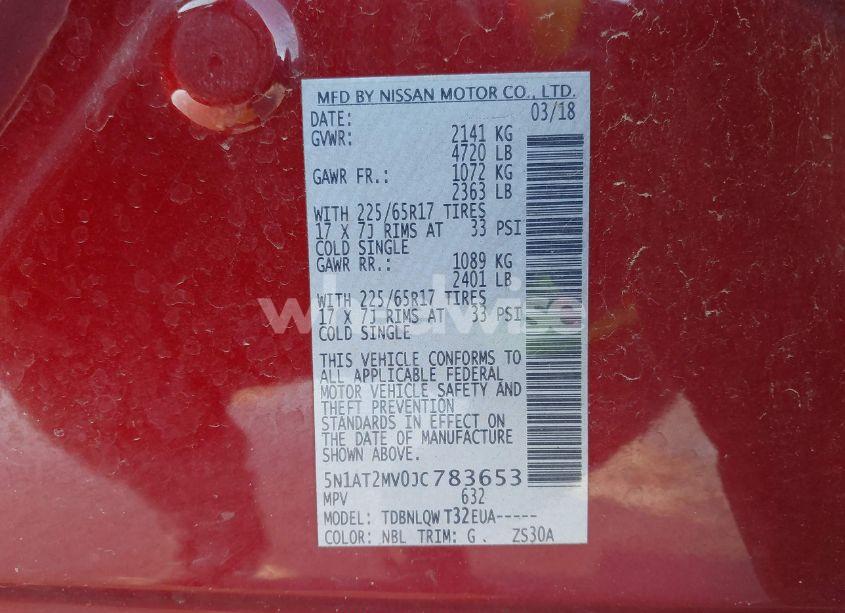 MFD BY NISSAN MOTOR CO., LTD.
DATE: 03/18
GVWR: 2141 KG
4720 LB
GAWR FR.: 1072 KG
2363 LB
WITH 225/65R17 TIRES
17 X 7J RIMS AT 33 PSI
COLD SINGLE
GAWR RR.: 1089 KG
2401 LB
WITH 225/65R17 TIRES
17 X 7J RIMS AT 33 PSI
COLD SINGLE
wheelwise
THIS VEHICLE CONFORMS TO
ALL APPLICABLE FEDERAL
MOTOR VEHICLE SAFETY AND
THEFT PREVENTION
STANDARDS IN EFFECT ON
THE DATE OF MANUFACTURE
SHOWN ABOVE.
5N1AT2MV0JC783653
MPV 632
MODEL: TDBNLQW T32EUA-----
COLOR: NBL TRIM: G . ZS30A